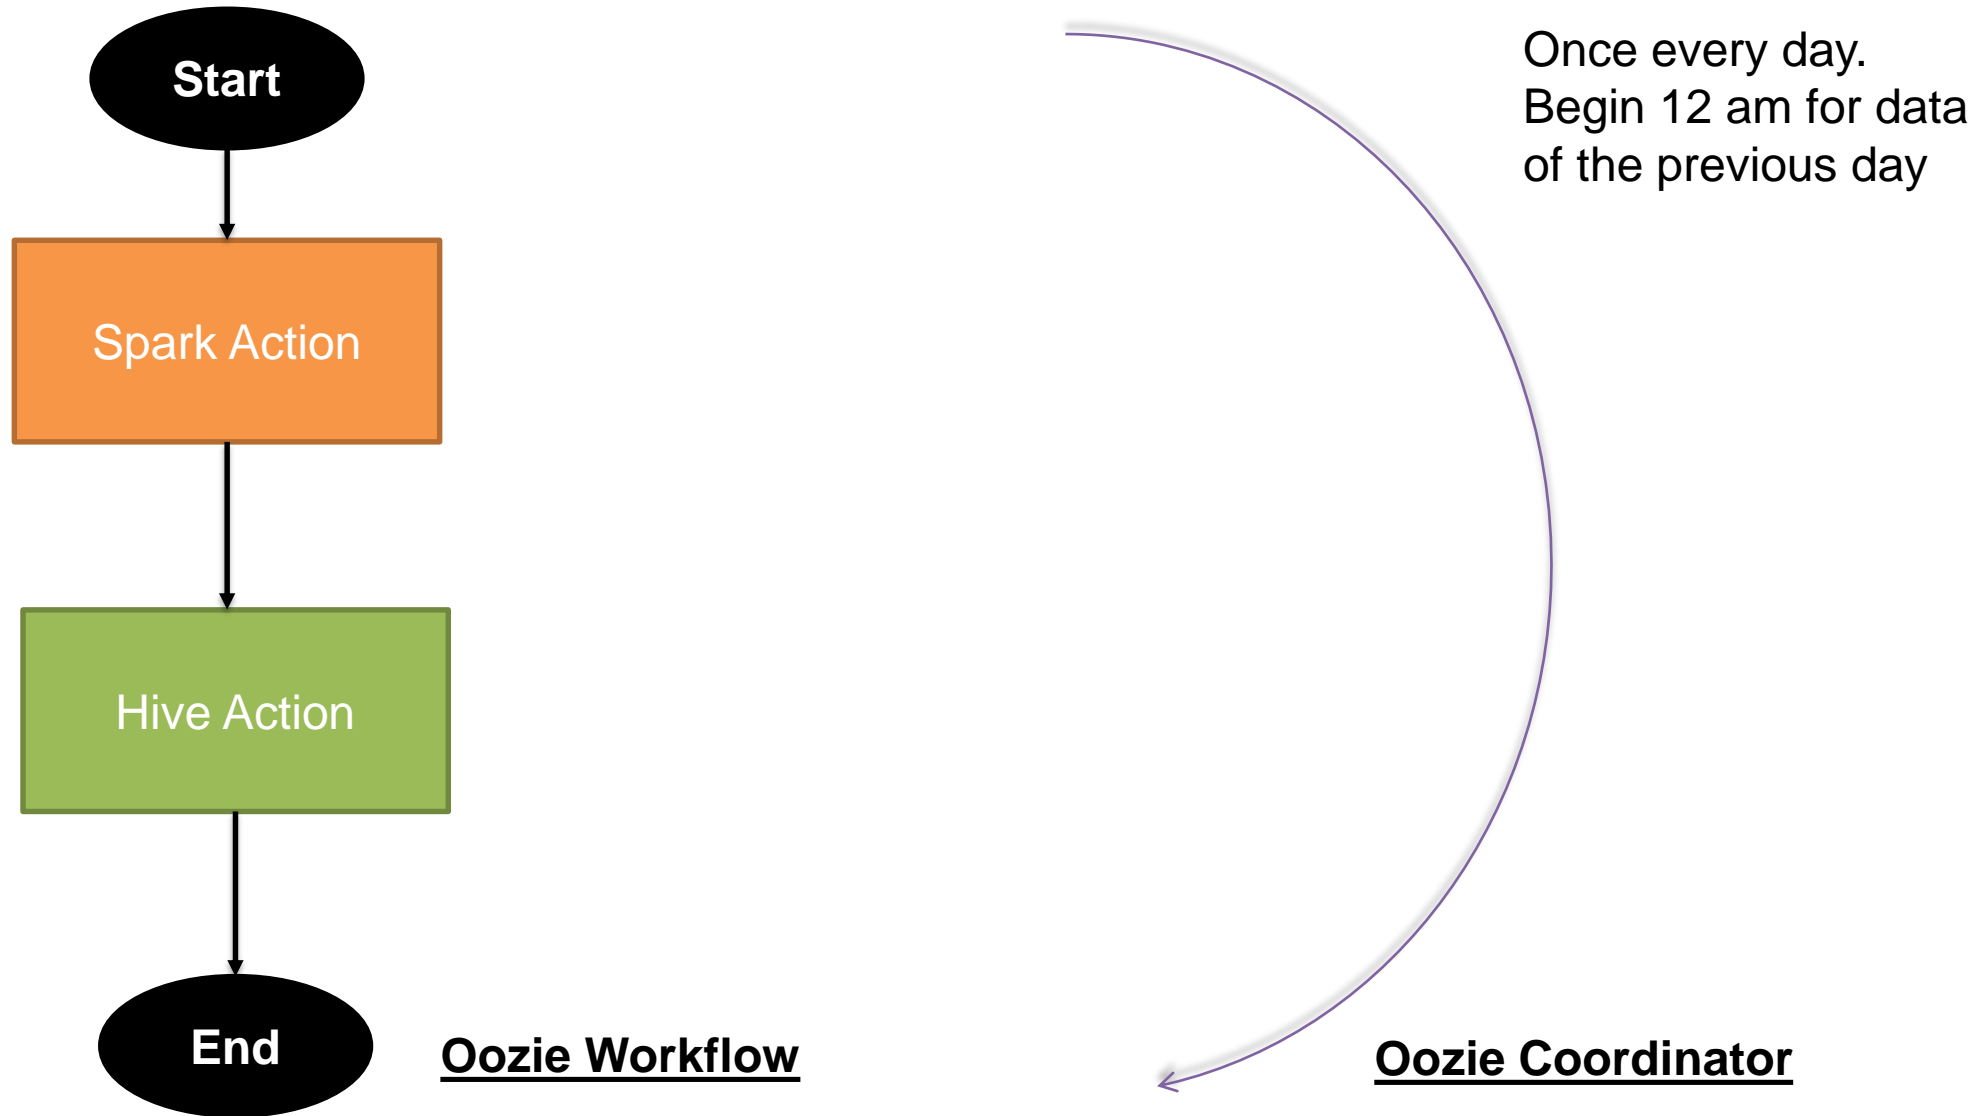 Start
Spark Action
Hive Action
End
Oozie Workflow
Once every day.
Begin 12 am for data
of the previous day
Oozie Coordinator